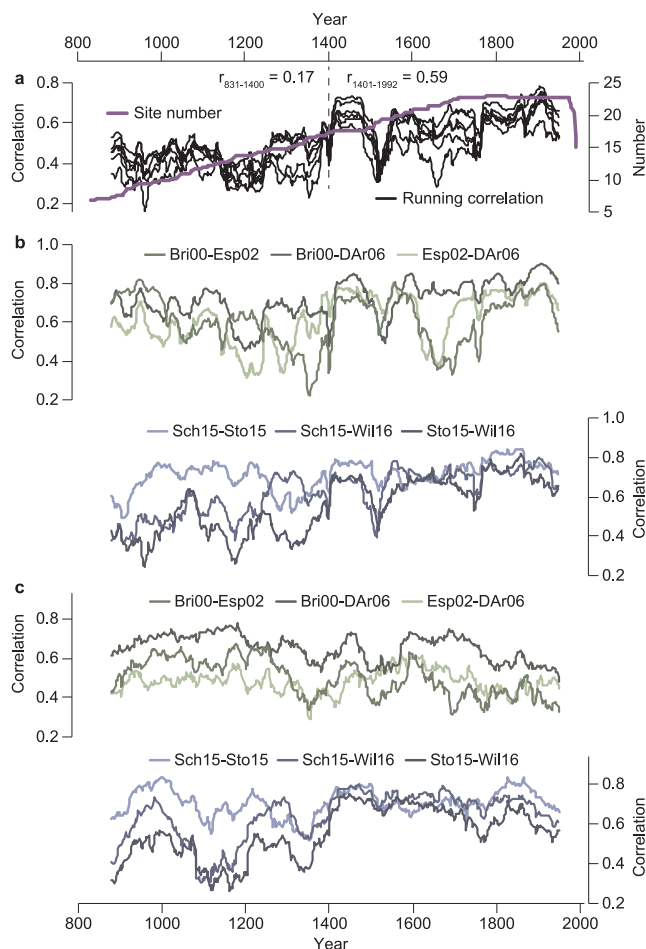 Year
800 1000 1200 1400 1600 1800 2000
a
r831-1400 = 0.17 r1401-1992 = 0.59
0.8 25
0.6 20
0.4 15
10
0.2 5
Correlation
Number
Site number
Running correlation
b
1.0
0.8
0.6
0.4
0.2
Correlation
Bri00-Esp02 Bri00-DAr06 Esp02-DAr06
Sch15-Sto15 Sch15-Wil16 Sto15-Wil16
1.0
0.8
0.6
0.4
0.2
Correlation
c
Bri00-Esp02 Bri00-DAr06 Esp02-DAr06
0.8
0.6
0.4
0.2
Correlation
Sch15-Sto15 Sch15-Wil16 Sto15-Wil16
0.8
0.6
0.4
0.2
Correlation
800 1000 1200 1400 1600 1800 2000
Year